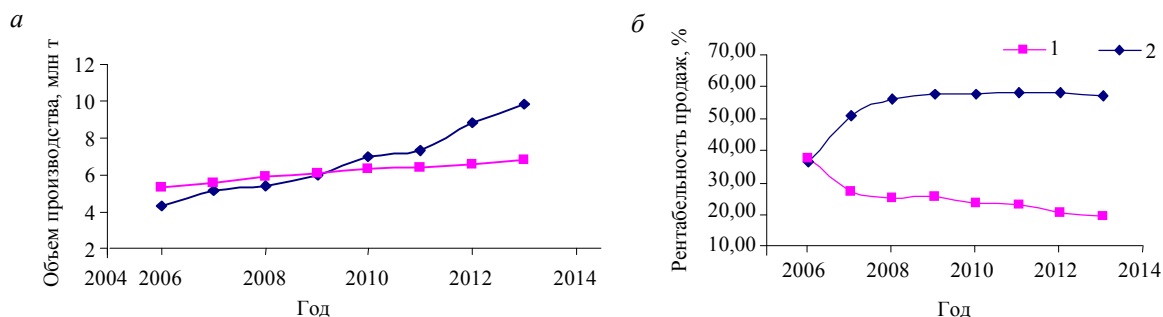 а
Объем производства, млн т
12
10
8
6
4
2
2004 2006 2008 2010 2012 2014
Год
б
Рентабельность продаж, %
70,00
60,00
50,00
40,00
30,00
20,00
10,00
1 2
2006 2008 2010 2012 2014
Год